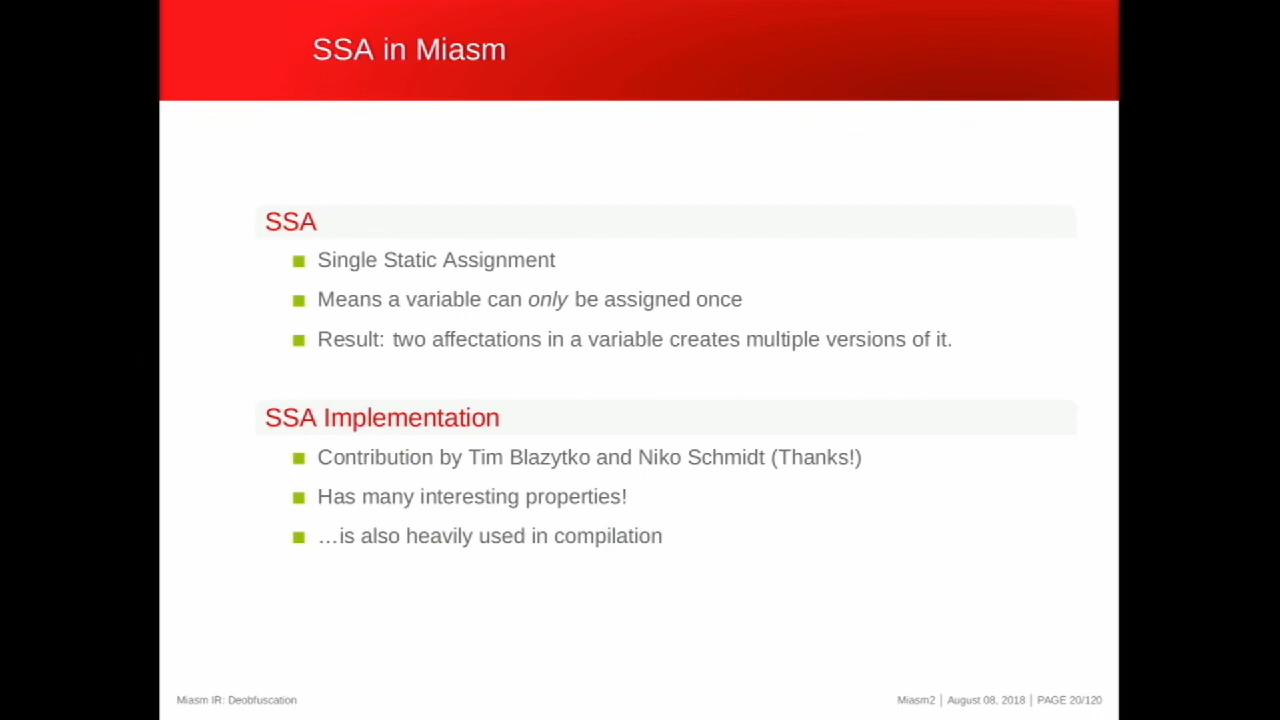 SSA in Miasm
SSA
Single Static Assignment
Means a variable can only be assigned once
Result: two affectations in a variable creates multiple versions of it.
SSA Implementation
Contribution by Tim Blazytko and Niko Schmidt (Thanks!)
Has many interesting properties!
…is also heavily used in compilation
Miasm IR: Deobfuscation
Miasm2 | August 08, 2018 | PAGE 20/120